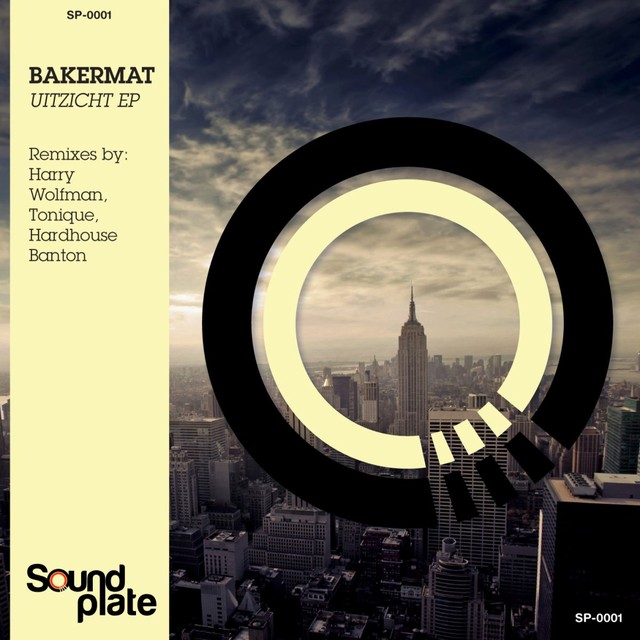 SP-0001
BAKERMAT
UITZICHT EP
Remixes by:
Harry
Wolfman,
Tonique,
Hardhouse
Banton
Sound
plate
SP-0001